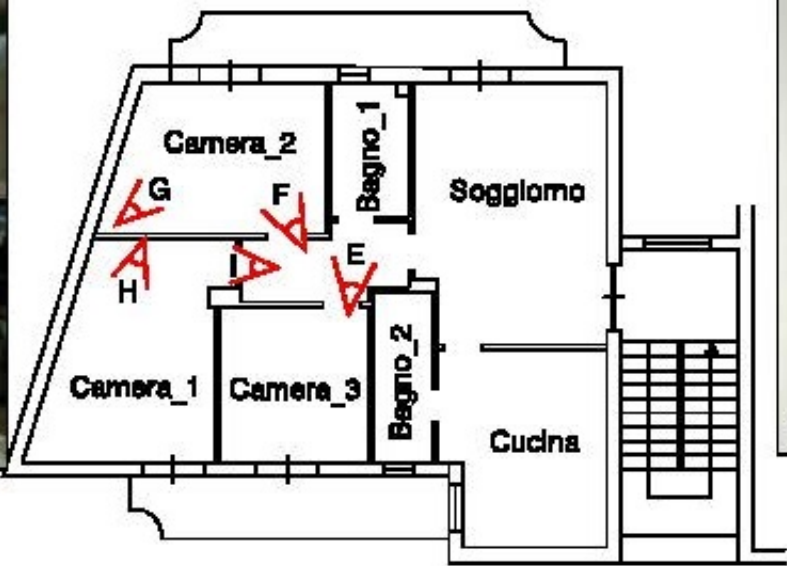 Camera_2
Bagno_1
Soggiorno
G
F
E
H
Camera_1
Camera_3
Bagno_2
Cucina